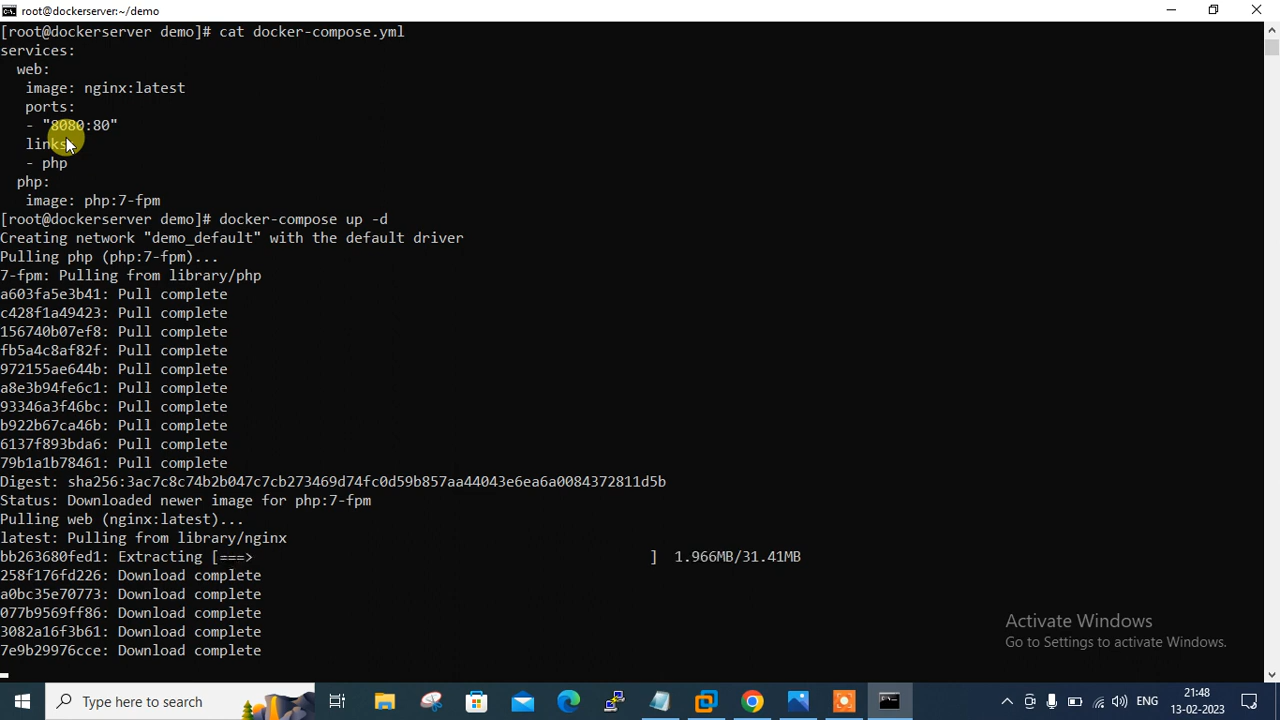 root@dockerserver:~/demo
[root@dockerserver demo]# cat docker-compose.yml
services:
  web:
   image: nginx:latest
   ports:
   - "8080:80"
   links
   - php
  php:
   image: php:7-fpm
[root@dockerserver demo]# docker-compose up -d
Creating network "demo_default" with the default driver
Pulling php (php:7-fpm)...
7-fpm: Pulling from library/php
a603fa5e3b41: Pull complete
c428f1a49423: Pull complete
156740b07ef8: Pull complete
fb5a4c8af82f: Pull complete
972155ae644b: Pull complete
a8e3b94fe6c1: Pull complete
93346a3f46bc: Pull complete
b922b67ca46b: Pull complete
6137f893bda6: Pull complete
79b1a1b78461: Pull complete
Digest: sha256:3ac7c8c74b2b047c7cb273469d74fc0d59b857aa44043e6ea6a0084372811d5b
Status: Downloaded newer image for php:7-fpm
Pulling web (nginx:latest)...
latest: Pulling from library/nginx
bb263680fed1: Extracting [===>                                               ]  1.966MB/31.41MB
258f176fd226: Download complete
a0bc35e70773: Download complete
077b9569ff86: Download complete
3082a16f3b61: Download complete
7e9b29976cce: Download complete
Activate Windows
Go to Settings to activate Windows.
Type here to search
ENG
21:48
13-02-2023